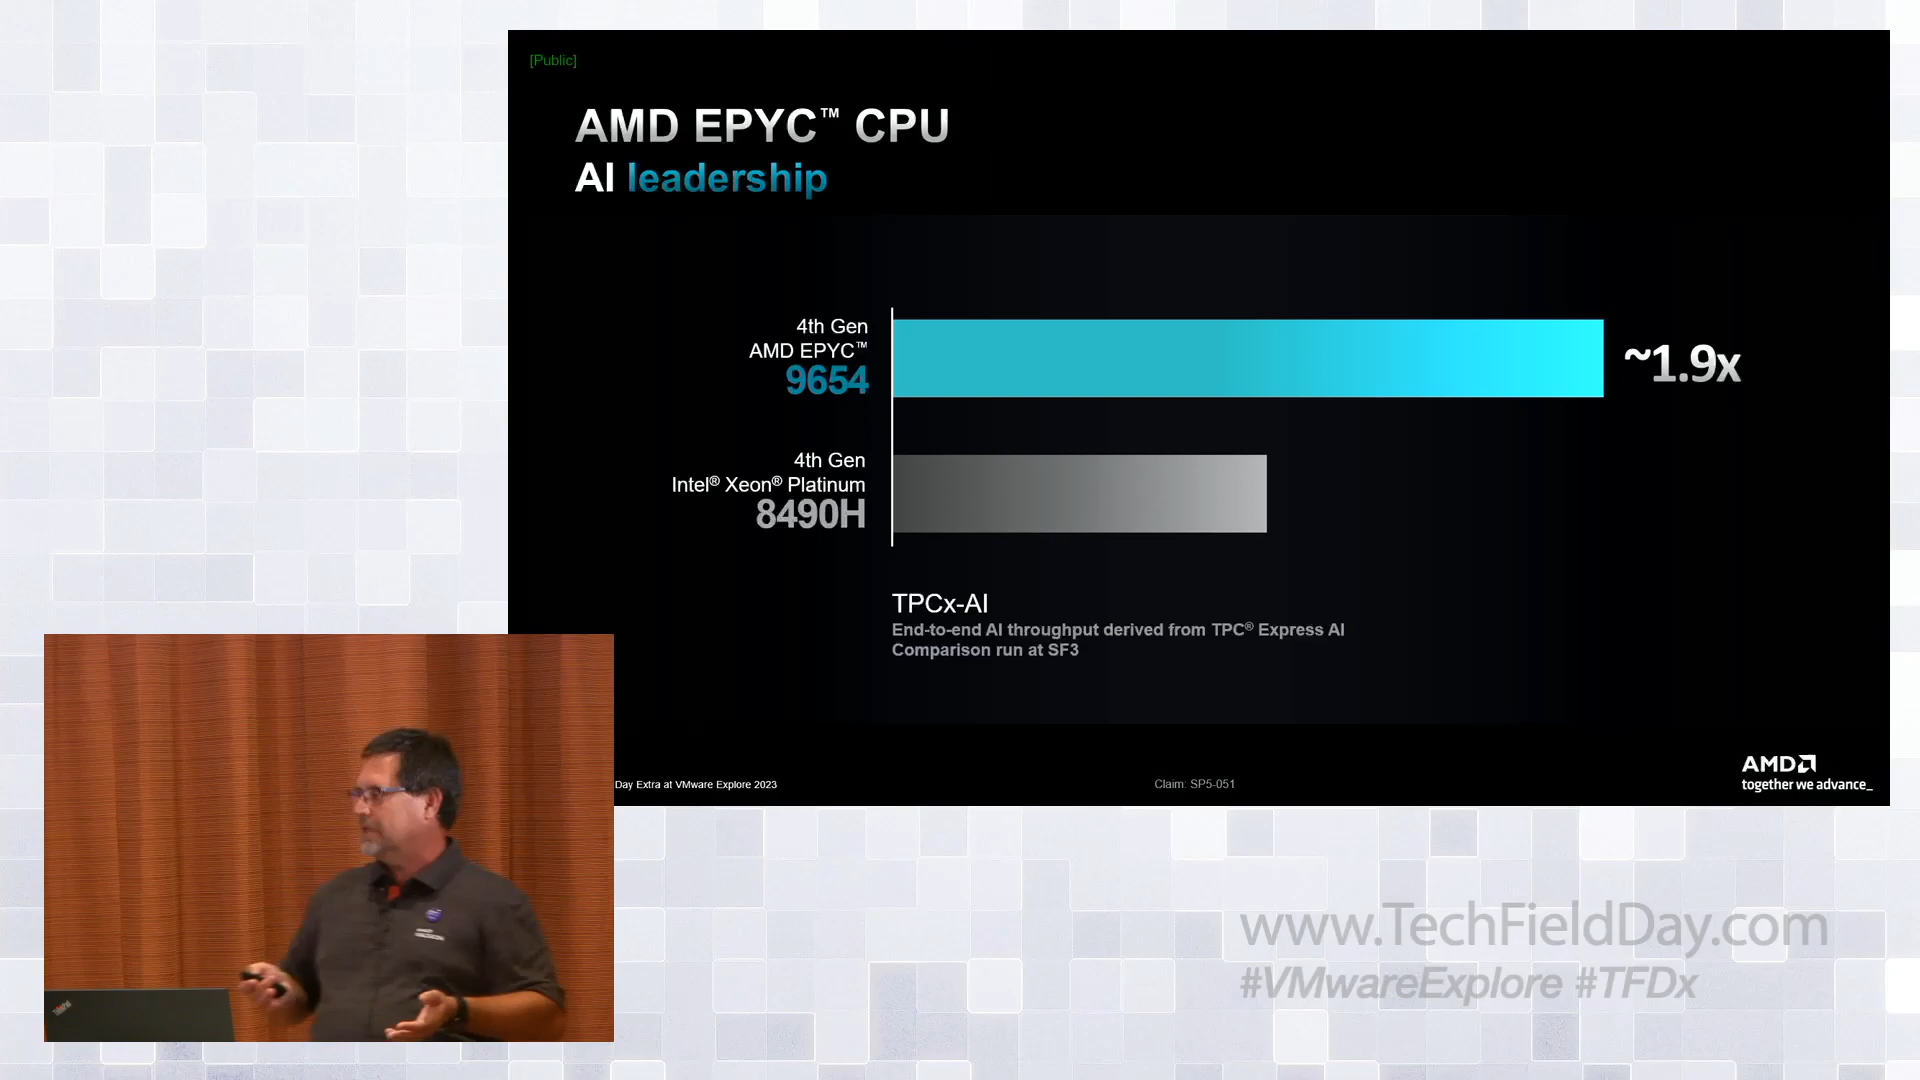 [Public]
AMD EPYC™ CPU
AI leadership
4th Gen
AMD EPYC™
9654
~1.9x
4th Gen
Intel® Xeon® Platinum
8490H
TPCx-AI
End-to-end AI throughput derived from TPC® Express AI
Comparison run at SF3
Day Extra at VMware Explore 2023
Claim: SP5-051
AMD
together we advance_
ThinkPad
www.TechFieldDay.com
#VMwareExplore #TFDx